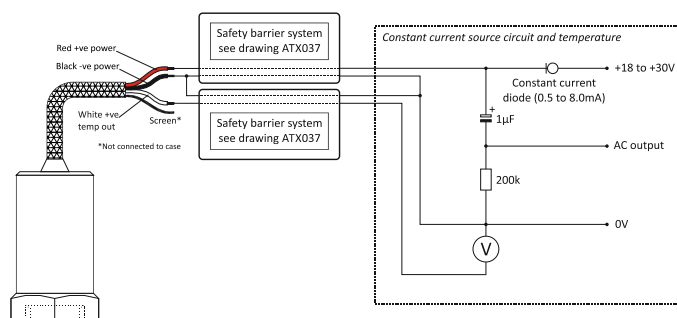 Safety barrier system
see drawing ATX037
Constant current source circuit and temperature
Red +ve power
Black -ve power
+18 to +30V
Constant current
diode (0.5 to 8.0mA)
Safety barrier system
see drawing ATX037
White +ve
temp out
Screen*
*Not connected to case
+
1µF
AC output
200k
0V
V